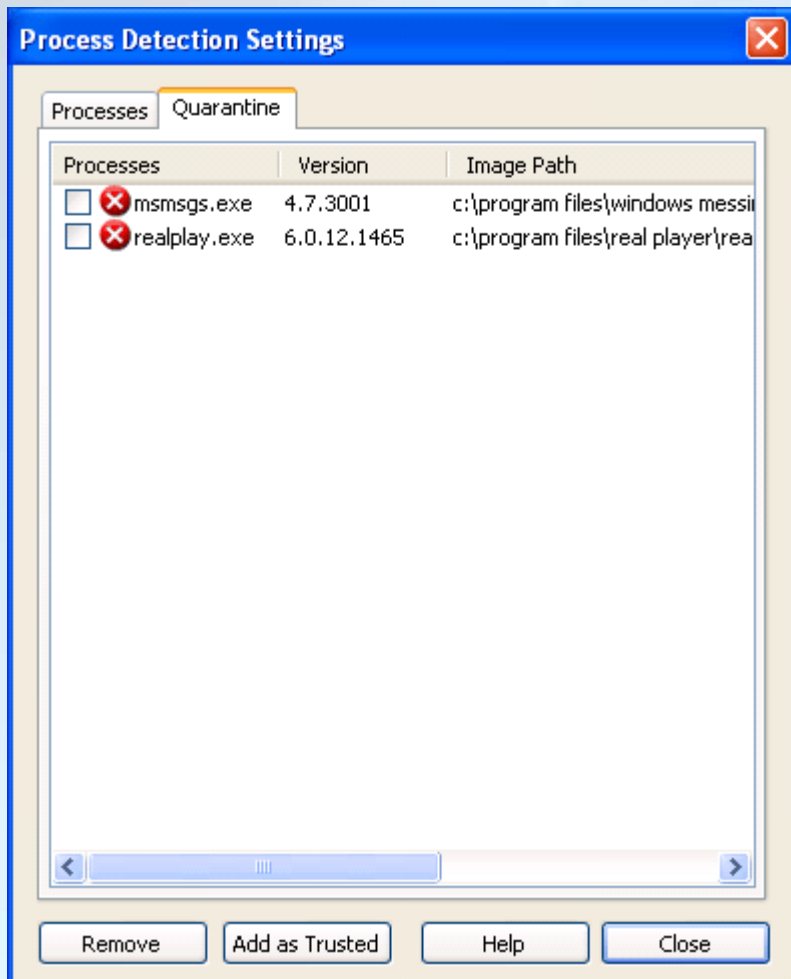 Process Detection Settings
Processes Quarantine
Processes Version Image Path
msmsgs.exe 4.7.3001 c:\program files\windows messi
realplay.exe 6.0.12.1465 c:\program files\real player\rea
Remove Add as Trusted Help Close